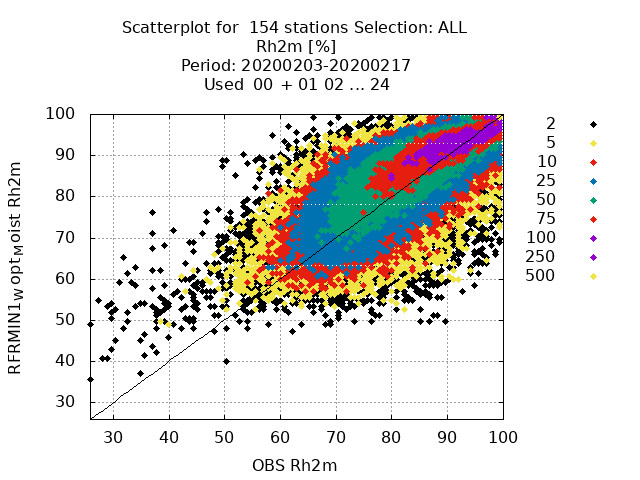 Scatterplot for 154 stations Selection: ALL
Rh2m [%]
Period: 20200203-20200217
Used 00 + 01 02 ... 24
100
90
80
70
60
50
40
30
30 40 50 60 70 80 90 100
OBS Rh2m
RFRMIN1_W opt_M oist Rh2m
2
5
10
25
50
75
100
250
500